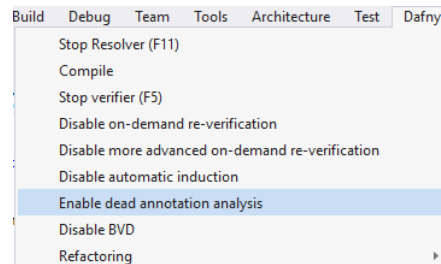 Build Debug Team Tools Architecture Test Dafny
Stop Resolver (F11)
Compile
Stop verifier (F5)
Disable on-demand re-verification
Disable more advanced on-demand re-verification
Disable automatic induction
Enable dead annotation analysis
Disable BVD
Refactoring